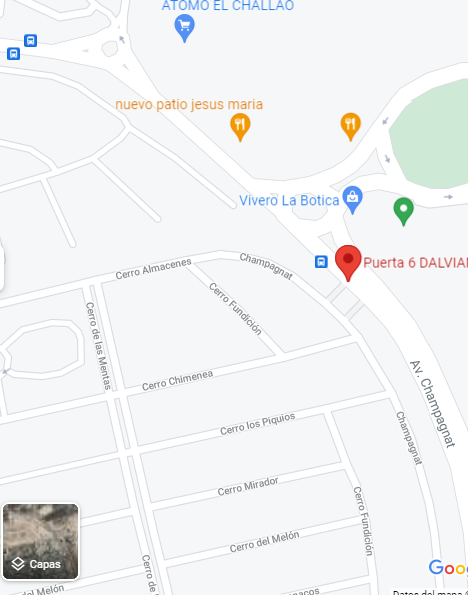 ATOMO EL CHALLAO
nuevo patio jesus maria
Vivero La Botica
Puerta 6 DALVIAN
Cerro Almacenes
Champagnat
Cerro Fundición
Cerro de las Mentas
Cerro Chimenea
Av. Champagnat
Cerro los Piquios
Champagnat
Cerro Mirador
Cerro Fundición
Cerro del Melón
Cerro de
Capas
Goo
del Melón
Datos del mapa